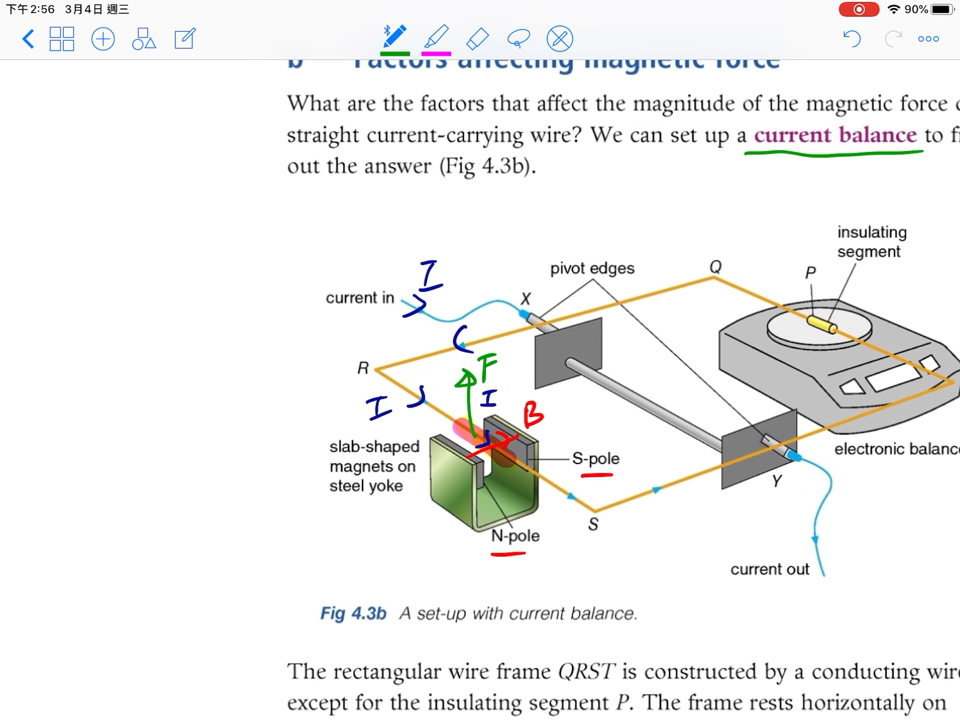 下午2:56 3月4日 週三
90%
b Factors affecting magnetic force
What are the factors that affect the magnitude of the magnetic force o
straight current-carrying wire? We can set up a current balance to fi
out the answer (Fig 4.3b).
insulating
segment
pivot edges
Q
P
I
current in
X
R
F
I
I
B
slab-shaped
magnets on
steel yoke
S-pole
electronic balanc
Y
N-pole
S
current out
Fig 4.3b A set-up with current balance.
The rectangular wire frame QRST is constructed by a conducting wir
except for the insulating segment P. The frame rests horizontally on